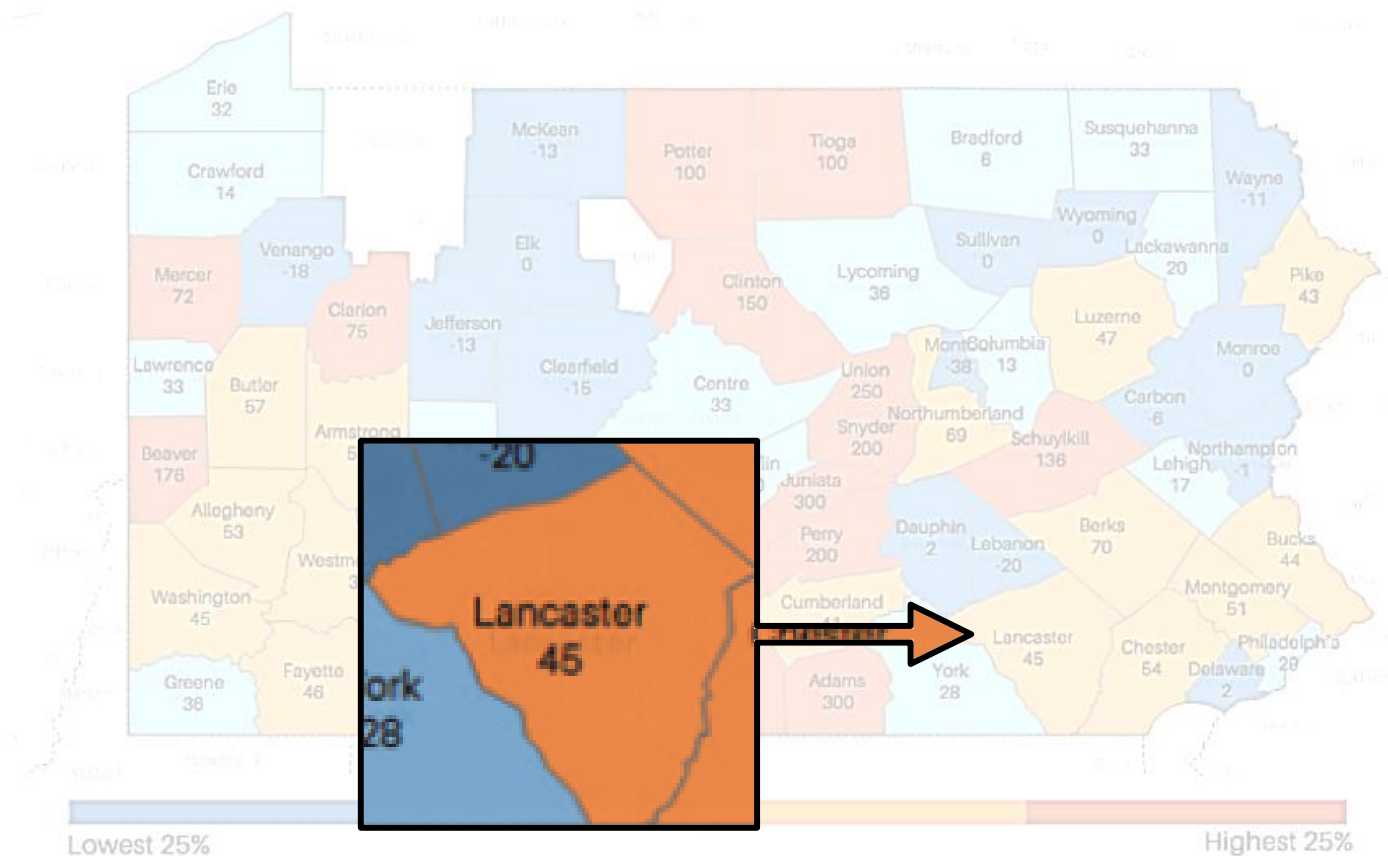 Erie
32
Crawford
14
McKean
-13
Potter
100
Tioga
100
Bradford
6
Susquehanna
33
Wayne
-11
Wyoming
0
Mercer
72
Venango
-18
Elk
0
Sullivan
0
Lackawanna
20
Pike
43
Clarion
75
Jefferson
-13
Clinton
150
Lycoming
36
Luzerne
47
Lawrence
33
Butler
57
Clearfield
-15
Centre
33
Union
250
-38
Columbia
13
Monroe
0
Carbon
-6
Armstrong
Snyder
200
Northumberland
69
Schuylkill
136
Northampton
-1
Lehigh
17
Beaver
176
Juniata
300
Allegheny
53
Perry
200
Dauphin
2
Lebanon
-20
Berks
70
Bucks
44
Washington
45
Cumberland
Montgomery
51
Lancaster
45
Chester
54
Philadelphia
Delaware
2
Greene
38
Fayette
46
Adams
300
York
28
-20
Lancaster
45
28
Lowest 25%
Highest 25%